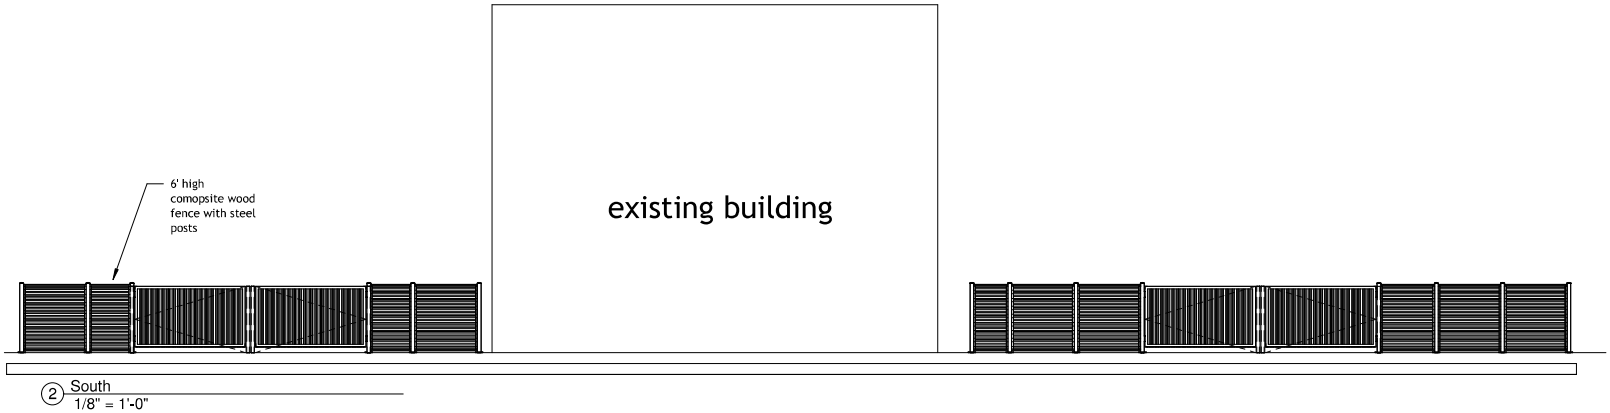 6' high
comopsite wood
fence with steel
posts
existing building
2
South
1/8" = 1'-0"